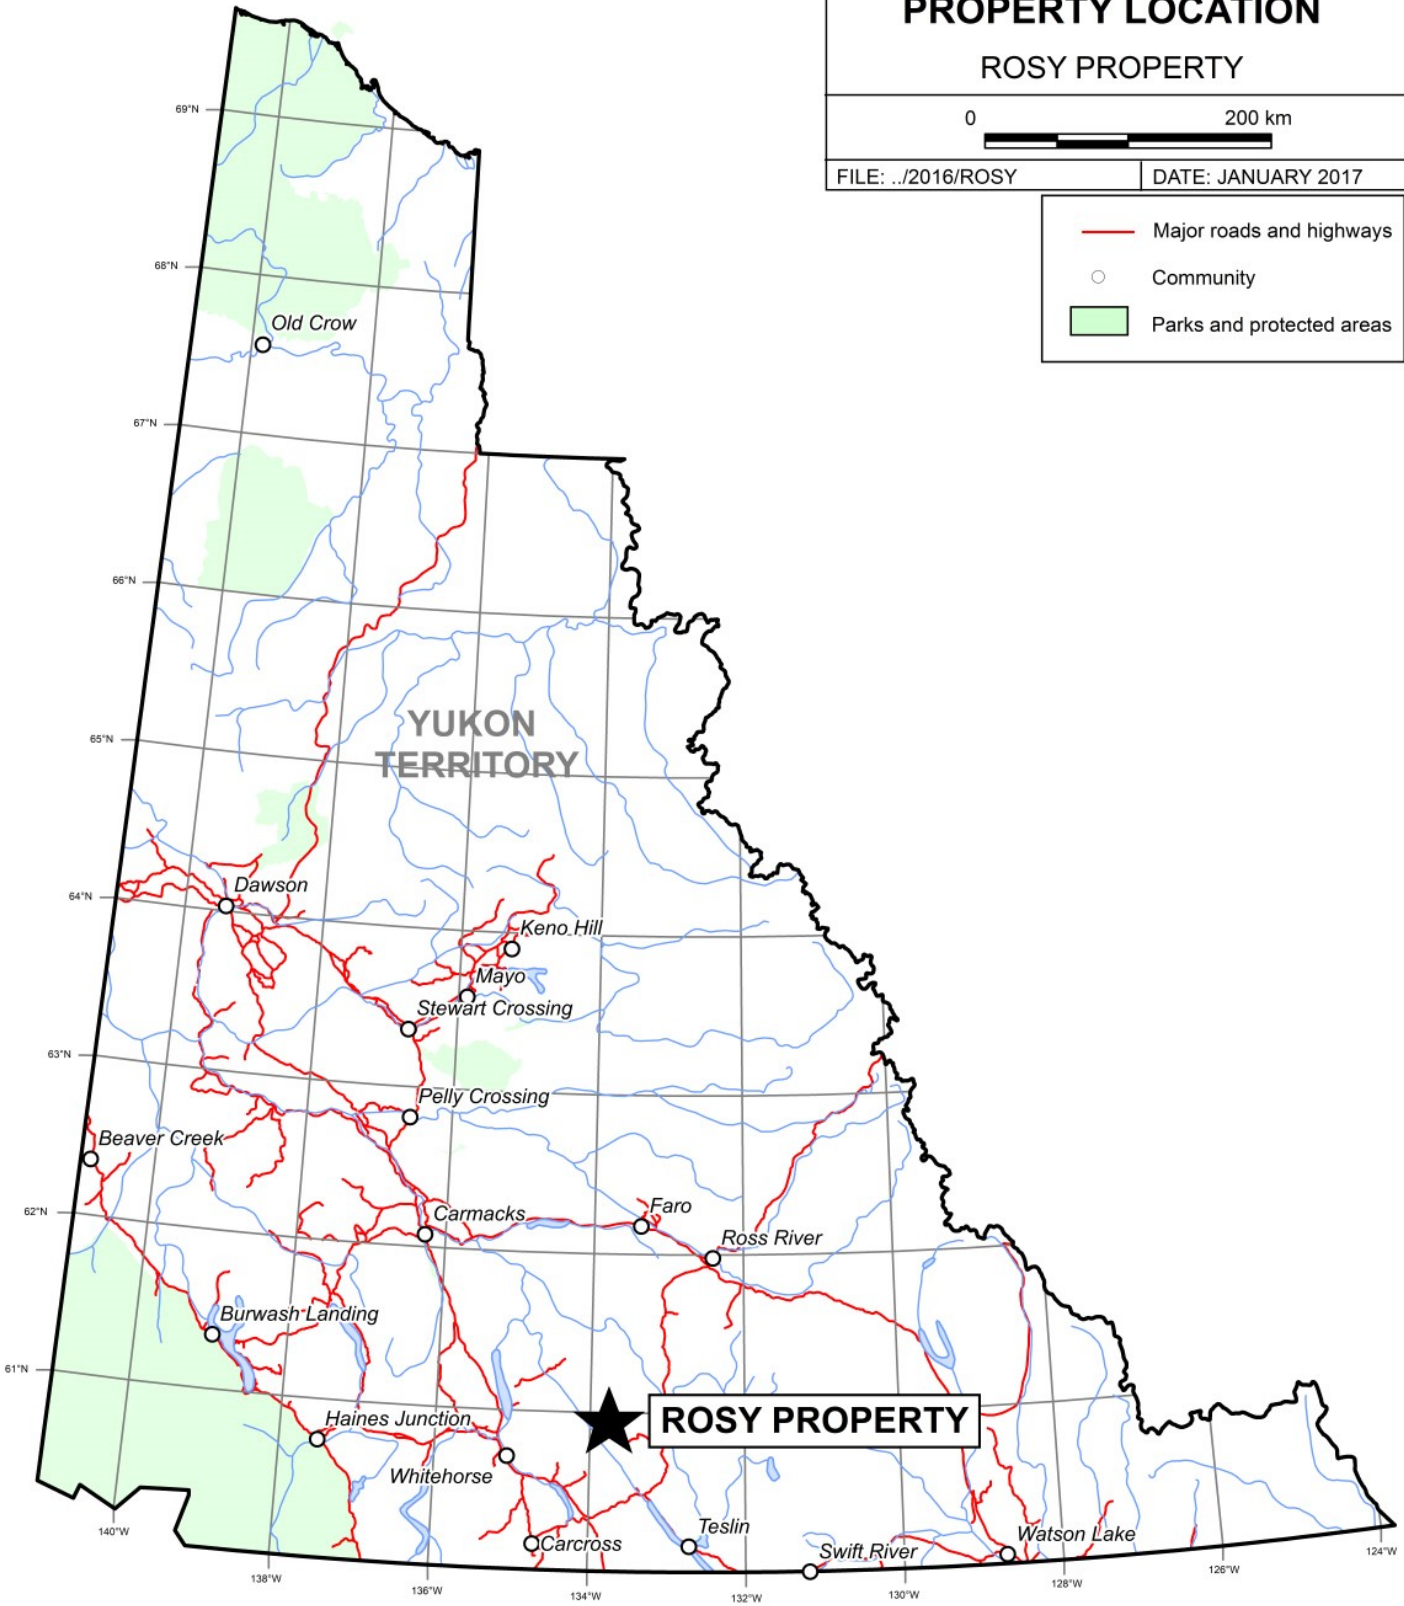 PROPERTY LOCATION
ROSY PROPERTY
0 200 km
FILE: ../2016/ROSY DATE: JANUARY 2017
Major roads and highways
Community
Parks and protected areas
69°N
68°N
Old Crow
67°N
66°N
65°N
YUKON
TERRITORY
64°N
Dawson
Keno Hill
Mayo
Stewart Crossing
63°N
Pelly Crossing
Beaver Creek
62°N
Carmacks
Faro
Ross River
Burwash Landing
61°N
Haines Junction
ROSY PROPERTY
Whitehorse
Carcross
Teslin
Swift River
Watson Lake
140°W
138°W
136°W
134°W
132°W
130°W
128°W
126°W
124°W